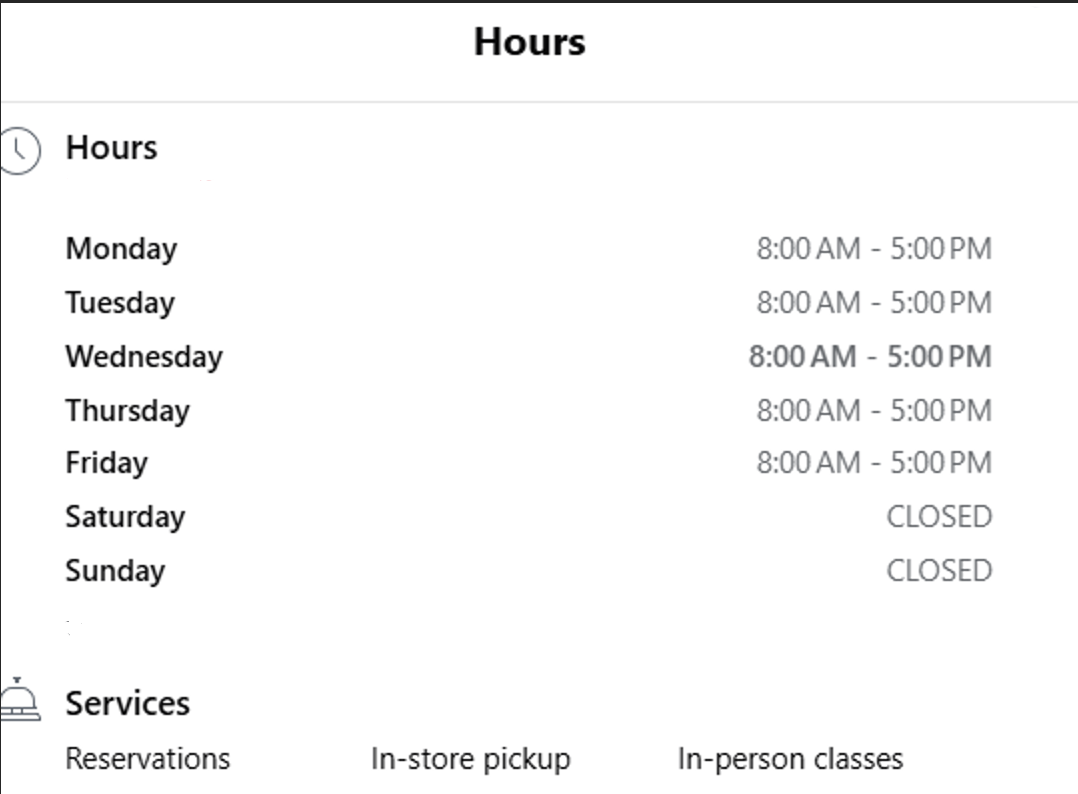 Hours
Hours
Monday 8:00 AM - 5:00 PM
Tuesday 8:00 AM - 5:00 PM
Wednesday 8:00 AM - 5:00 PM
Thursday 8:00 AM - 5:00 PM
Friday 8:00 AM - 5:00 PM
Saturday CLOSED
Sunday CLOSED
Services
Reservations In-store pickup In-person classes